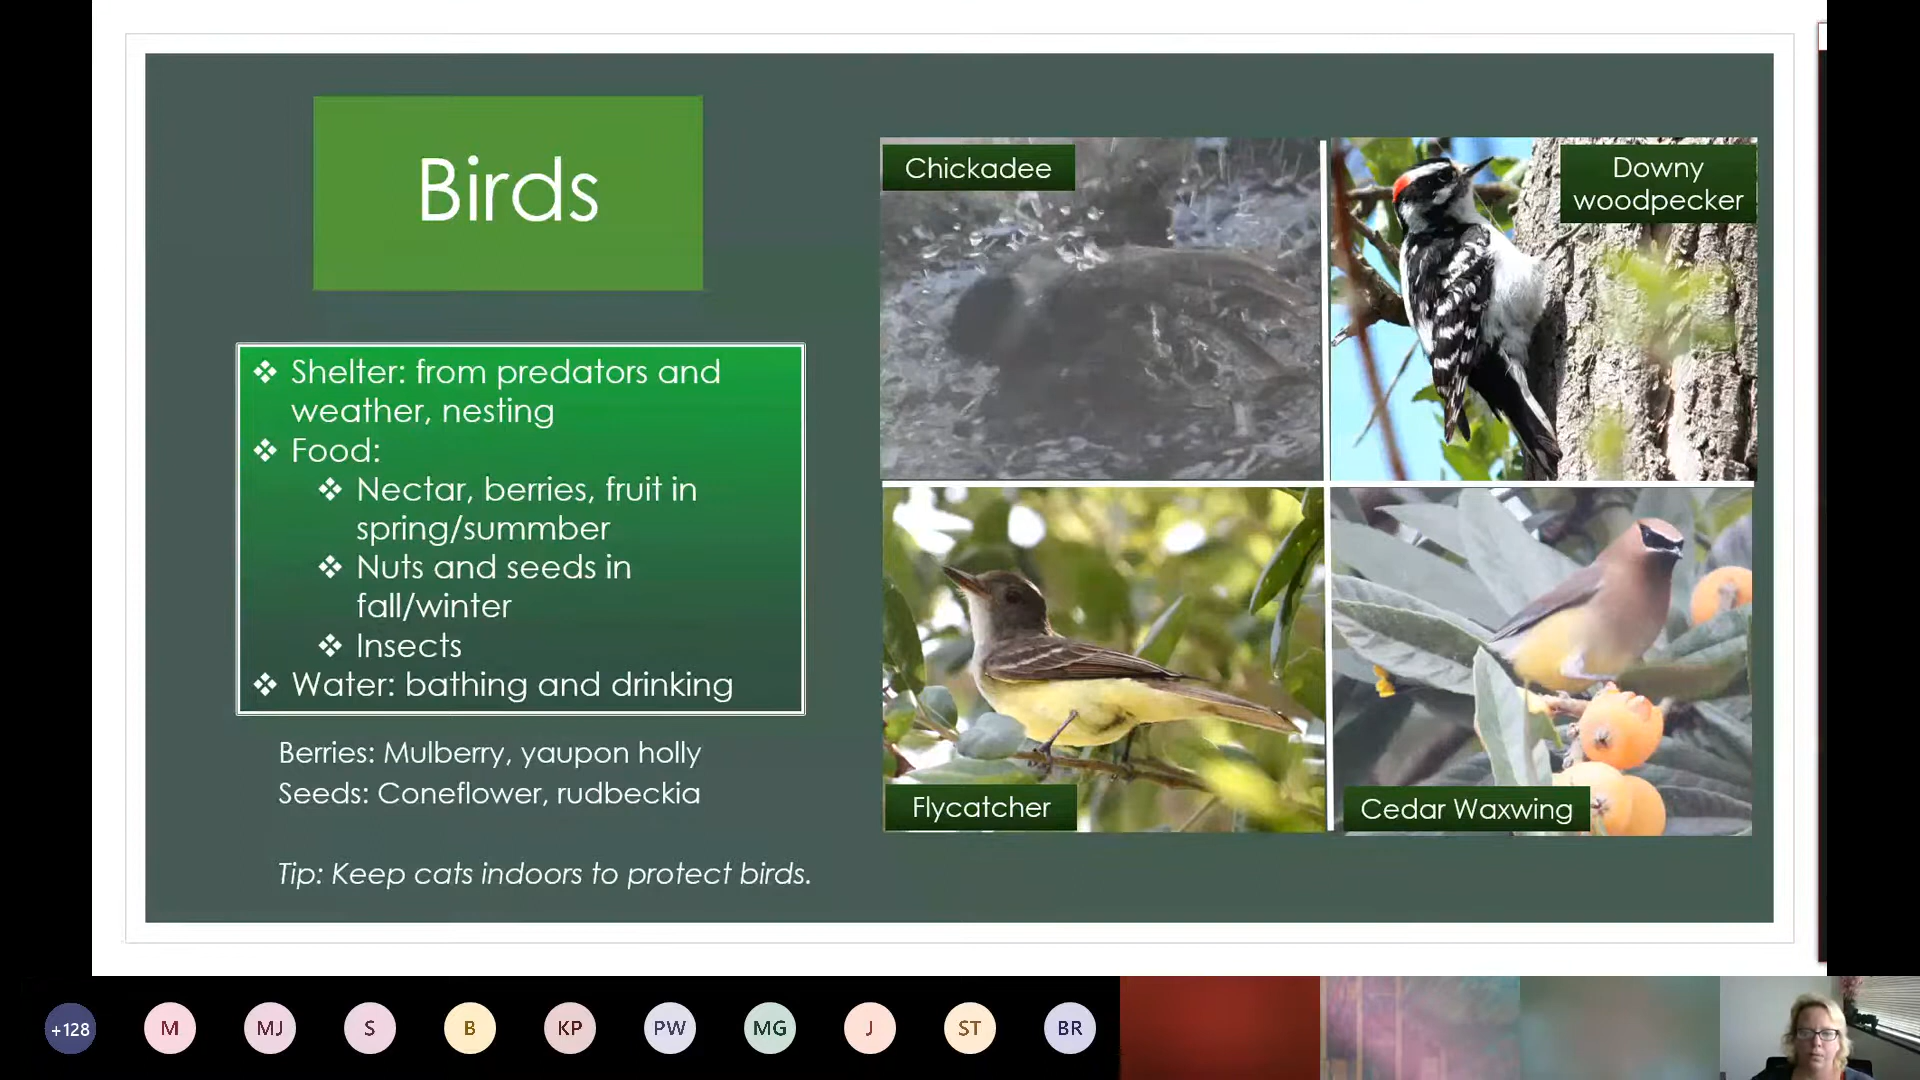 Birds
❖ Shelter: from predators and
weather, nesting
❖ Food:
❖ Nectar, berries, fruit in
spring/summber
❖ Nuts and seeds in
fall/winter
❖ Insects
❖ Water: bathing and drinking
Berries: Mulberry, yaupon holly
Seeds: Coneflower, rudbeckia
Tip: Keep cats indoors to protect birds.
Chickadee
Downy
woodpecker
Flycatcher
Cedar Waxwing
+128
M
MJ
S
B
KP
PW
MG
J
ST
BR